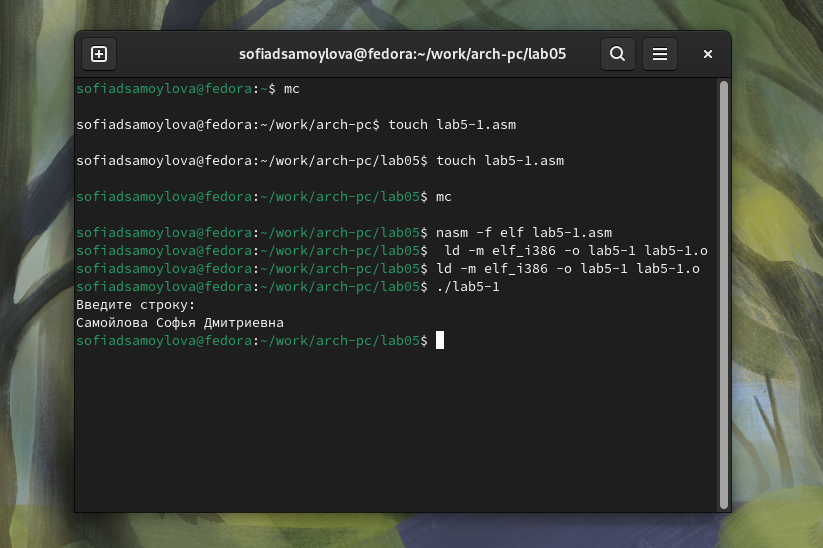 sofiadsamoylova@fedora:~/work/arch-pc/lab05
sofiadsamoylova@fedora:~$ mc
sofiadsamoylova@fedora:~/work/arch-pc$ touch lab5-1.asm
sofiadsamoylova@fedora:~/work/arch-pc/lab05$ touch lab5-1.asm
sofiadsamoylova@fedora:~/work/arch-pc/lab05$ mc
sofiadsamoylova@fedora:~/work/arch-pc/lab05$ nasm -f elf lab5-1.asm
sofiadsamoylova@fedora:~/work/arch-pc/lab05$  ld -m elf_i386 -o lab5-1 lab5-1.o
sofiadsamoylova@fedora:~/work/arch-pc/lab05$ ld -m elf_i386 -o lab5-1 lab5-1.o
sofiadsamoylova@fedora:~/work/arch-pc/lab05$ ./lab5-1
Введите строку:
Самойлова Софья Дмитриевна
sofiadsamoylova@fedora:~/work/arch-pc/lab05$